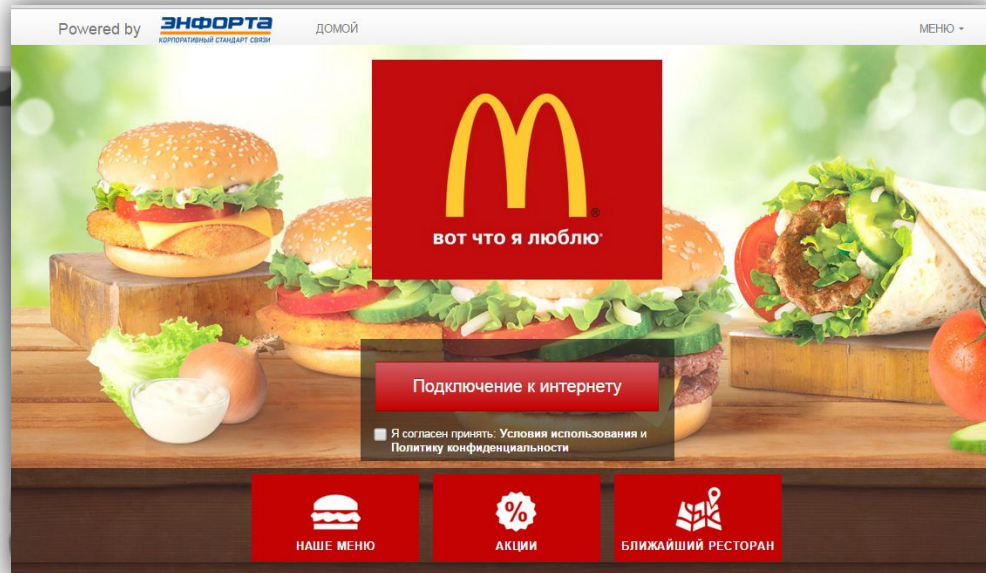 Powered by
ЭНФОРТА
КОРПОРАТИВНЫЙ СТАНДАРТ СВЯЗИ
ДОМОЙ
МЕНЮ
вот что я люблю
Подключение к интернету
Я согласен принять: Условия использования и
Политику конфиденциальности
НАШЕ МЕНЮ
%
АКЦИИ
БЛИЖАЙШИЙ РЕСТОРАН